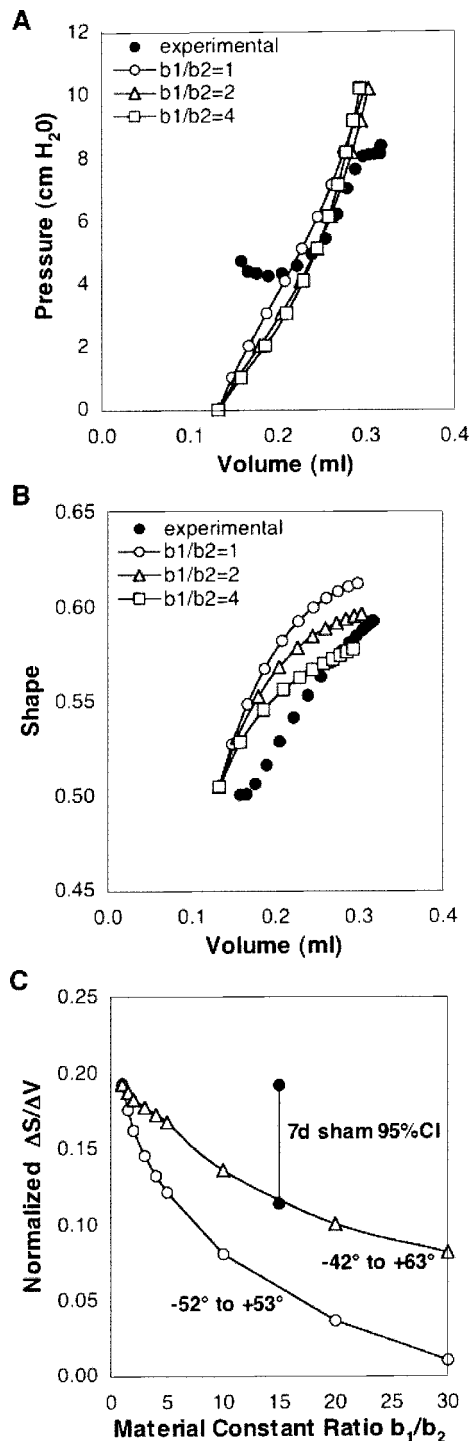 A
● experimental
b1/b2=1
b1/b2=2
b1/b2=4
Pressure (cm H₂0)
12
10
8
6
4
2
0
0.0 0.1 0.2 0.3 0.4
Volume (ml)
B
● experimental
b1/b2=1
b1/b2=2
b1/b2=4
Shape
0.65
0.60
0.55
0.50
0.45
0.0 0.1 0.2 0.3 0.4
Volume (ml)
C
Normalized ΔS/ΔV
0.25
0.20
0.15
0.10
0.05
0.00
7d sham 95%CI
-42° to +63°
-52° to +53°
0 5 10 15 20 25 30
Material Constant Ratio b₁/b₂